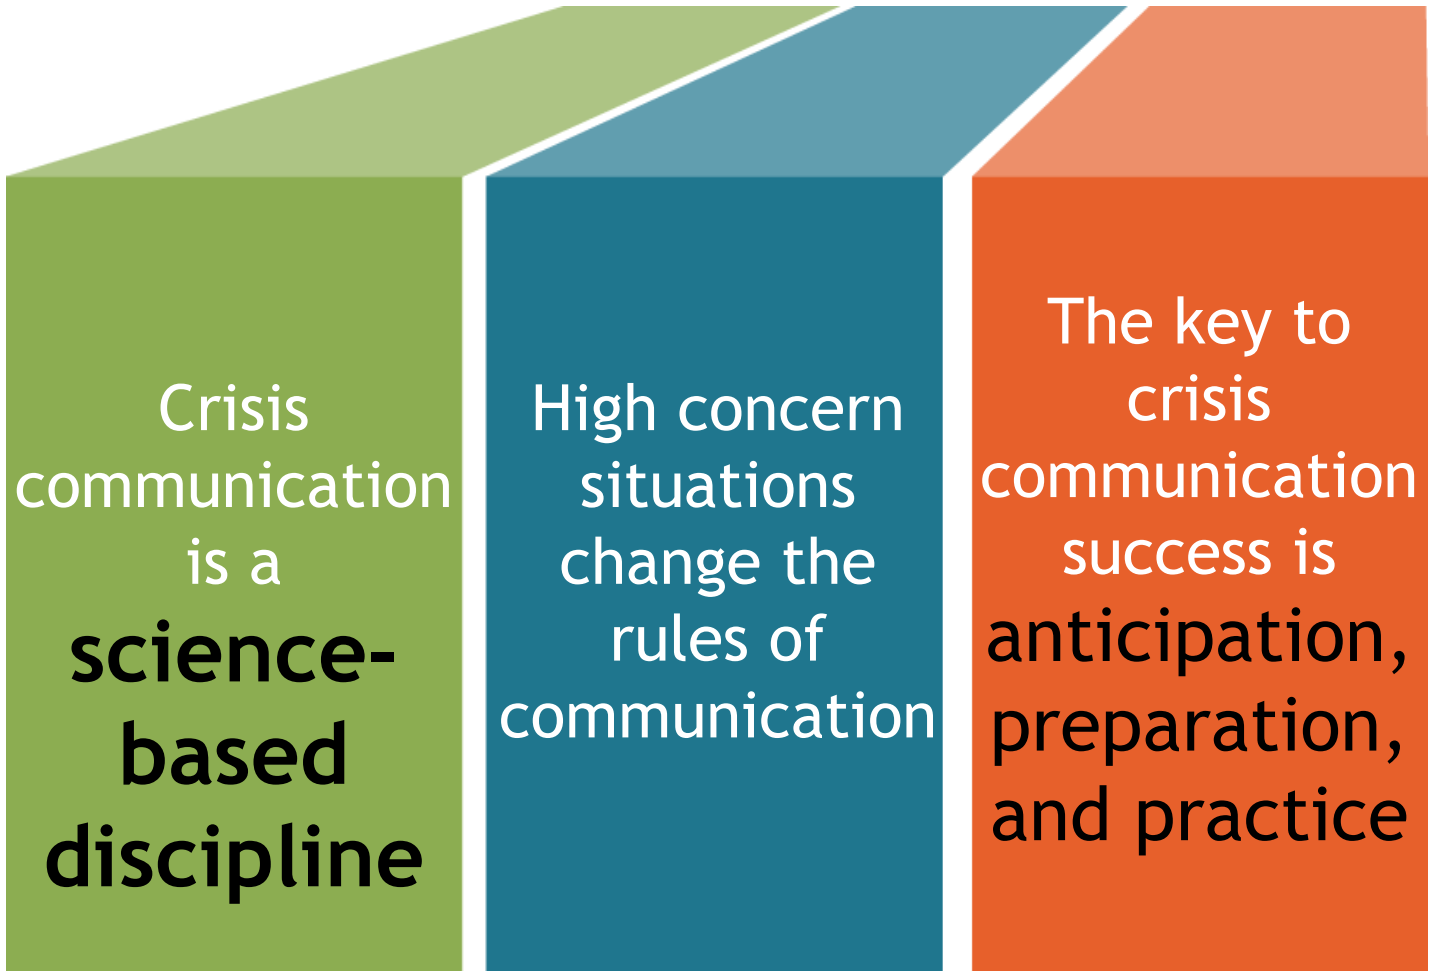 Crisis
communication
is a
science-
based
discipline
High concern
situations
change the
rules of
communication
The key to
crisis
communication
success is
anticipation,
preparation,
and practice